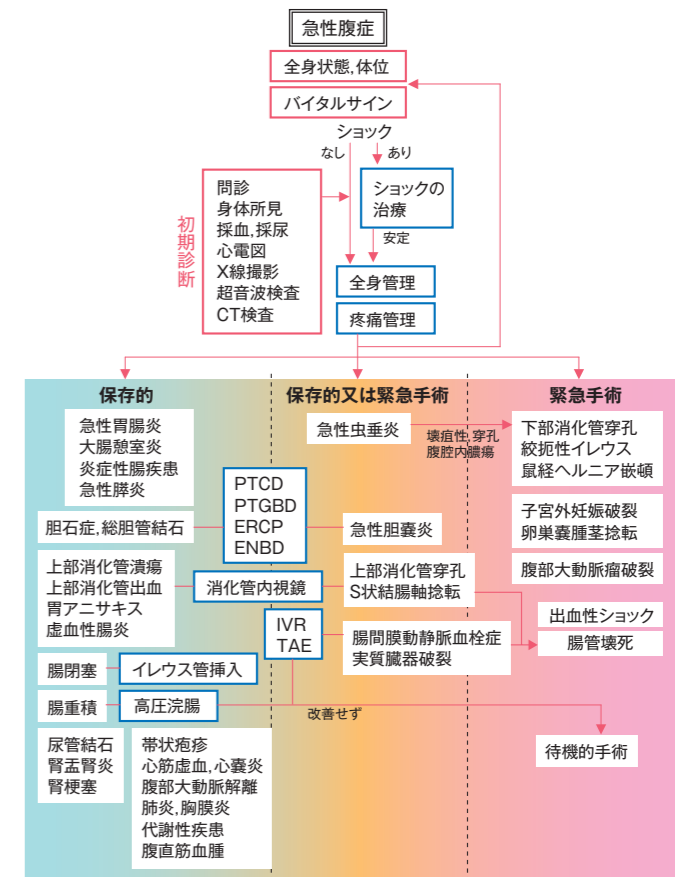 急性腹症
全身状態，体位
バイタルサイン
ショック
なし
あり
初期診断
問診
身体所見
採血，採尿
心電図
X線撮影
超音波検査
CT検査
ショックの
治療
安定
全身管理
疼痛管理
保存的
保存的又は緊急手術
緊急手術
急性胃腸炎
大腸憩室炎
炎症性腸疾患
急性膵炎
急性虫垂炎
壊疽性，穿孔
腹腔内膿瘍
下部消化管穿孔
絞扼性イレウス
鼠経ヘルニア嵌頓
PTCD
PTGBD
ERCP
ENBD
胆石症，総胆管結石
急性胆嚢炎
子宮外妊娠破裂
卵巣嚢腫茎捻転
腹部大動脈瘤破裂
上部消化管潰瘍
上部消化管出血
胃アニサキス
虚血性腸炎
消化管内視鏡
上部消化管穿孔
S状結腸軸捻転
IVR
TAE
腸間膜動静脈血栓症
実質臓器破裂
出血性ショック
腸管壊死
腸閉塞
イレウス管挿入
腸重積
高圧浣腸
改善せず
待機的手術
尿管結石
腎盂腎炎
腎梗塞
帯状疱疹
心筋虚血，心嚢炎
腹部大動脈解離
肺炎，胸膜炎
代謝性疾患
腹直筋血腫